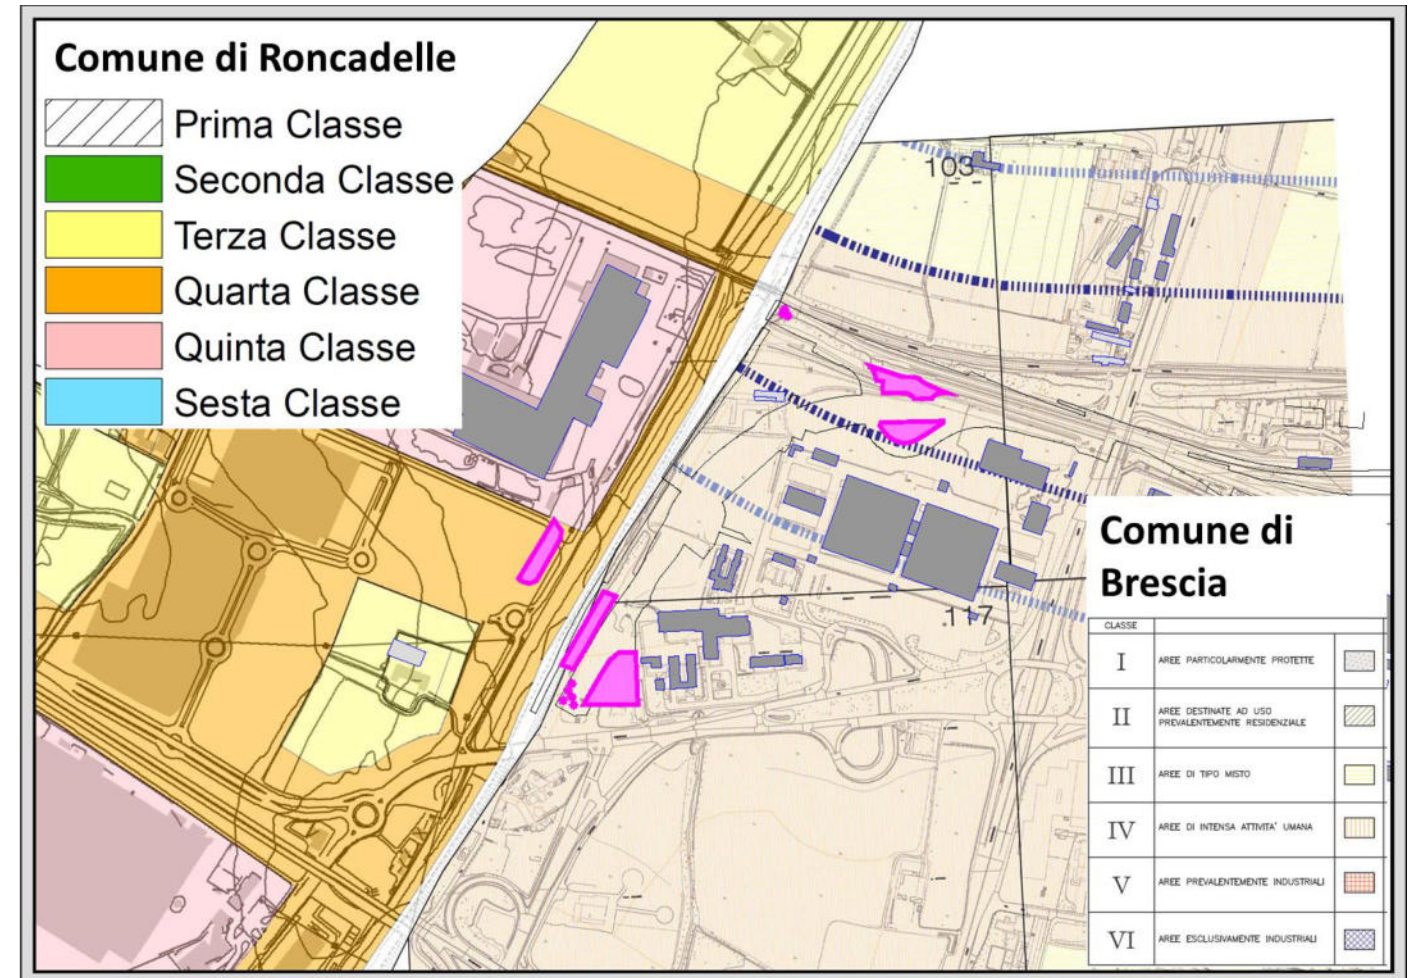 Comune di Roncadelle
Prima Classe
Seconda Classe
Terza Classe
Quarta Classe
Quinta Classe
Sesta Classe
103
117
Comune di
Brescia
CLASSE
I AREE PARTICOLARMENTE PROTETTE
II AREE DESTINATE AD USO
PREVALENTEMENTE RESIDENZIALE
III AREE DI TIPO MISTO
IV AREE DI INTENSA ATTIVITA' UMANA
V AREE PREVALENTEMENTE INDUSTRIALI
VI AREE ESCLUSIVAMENTE INDUSTRIALI